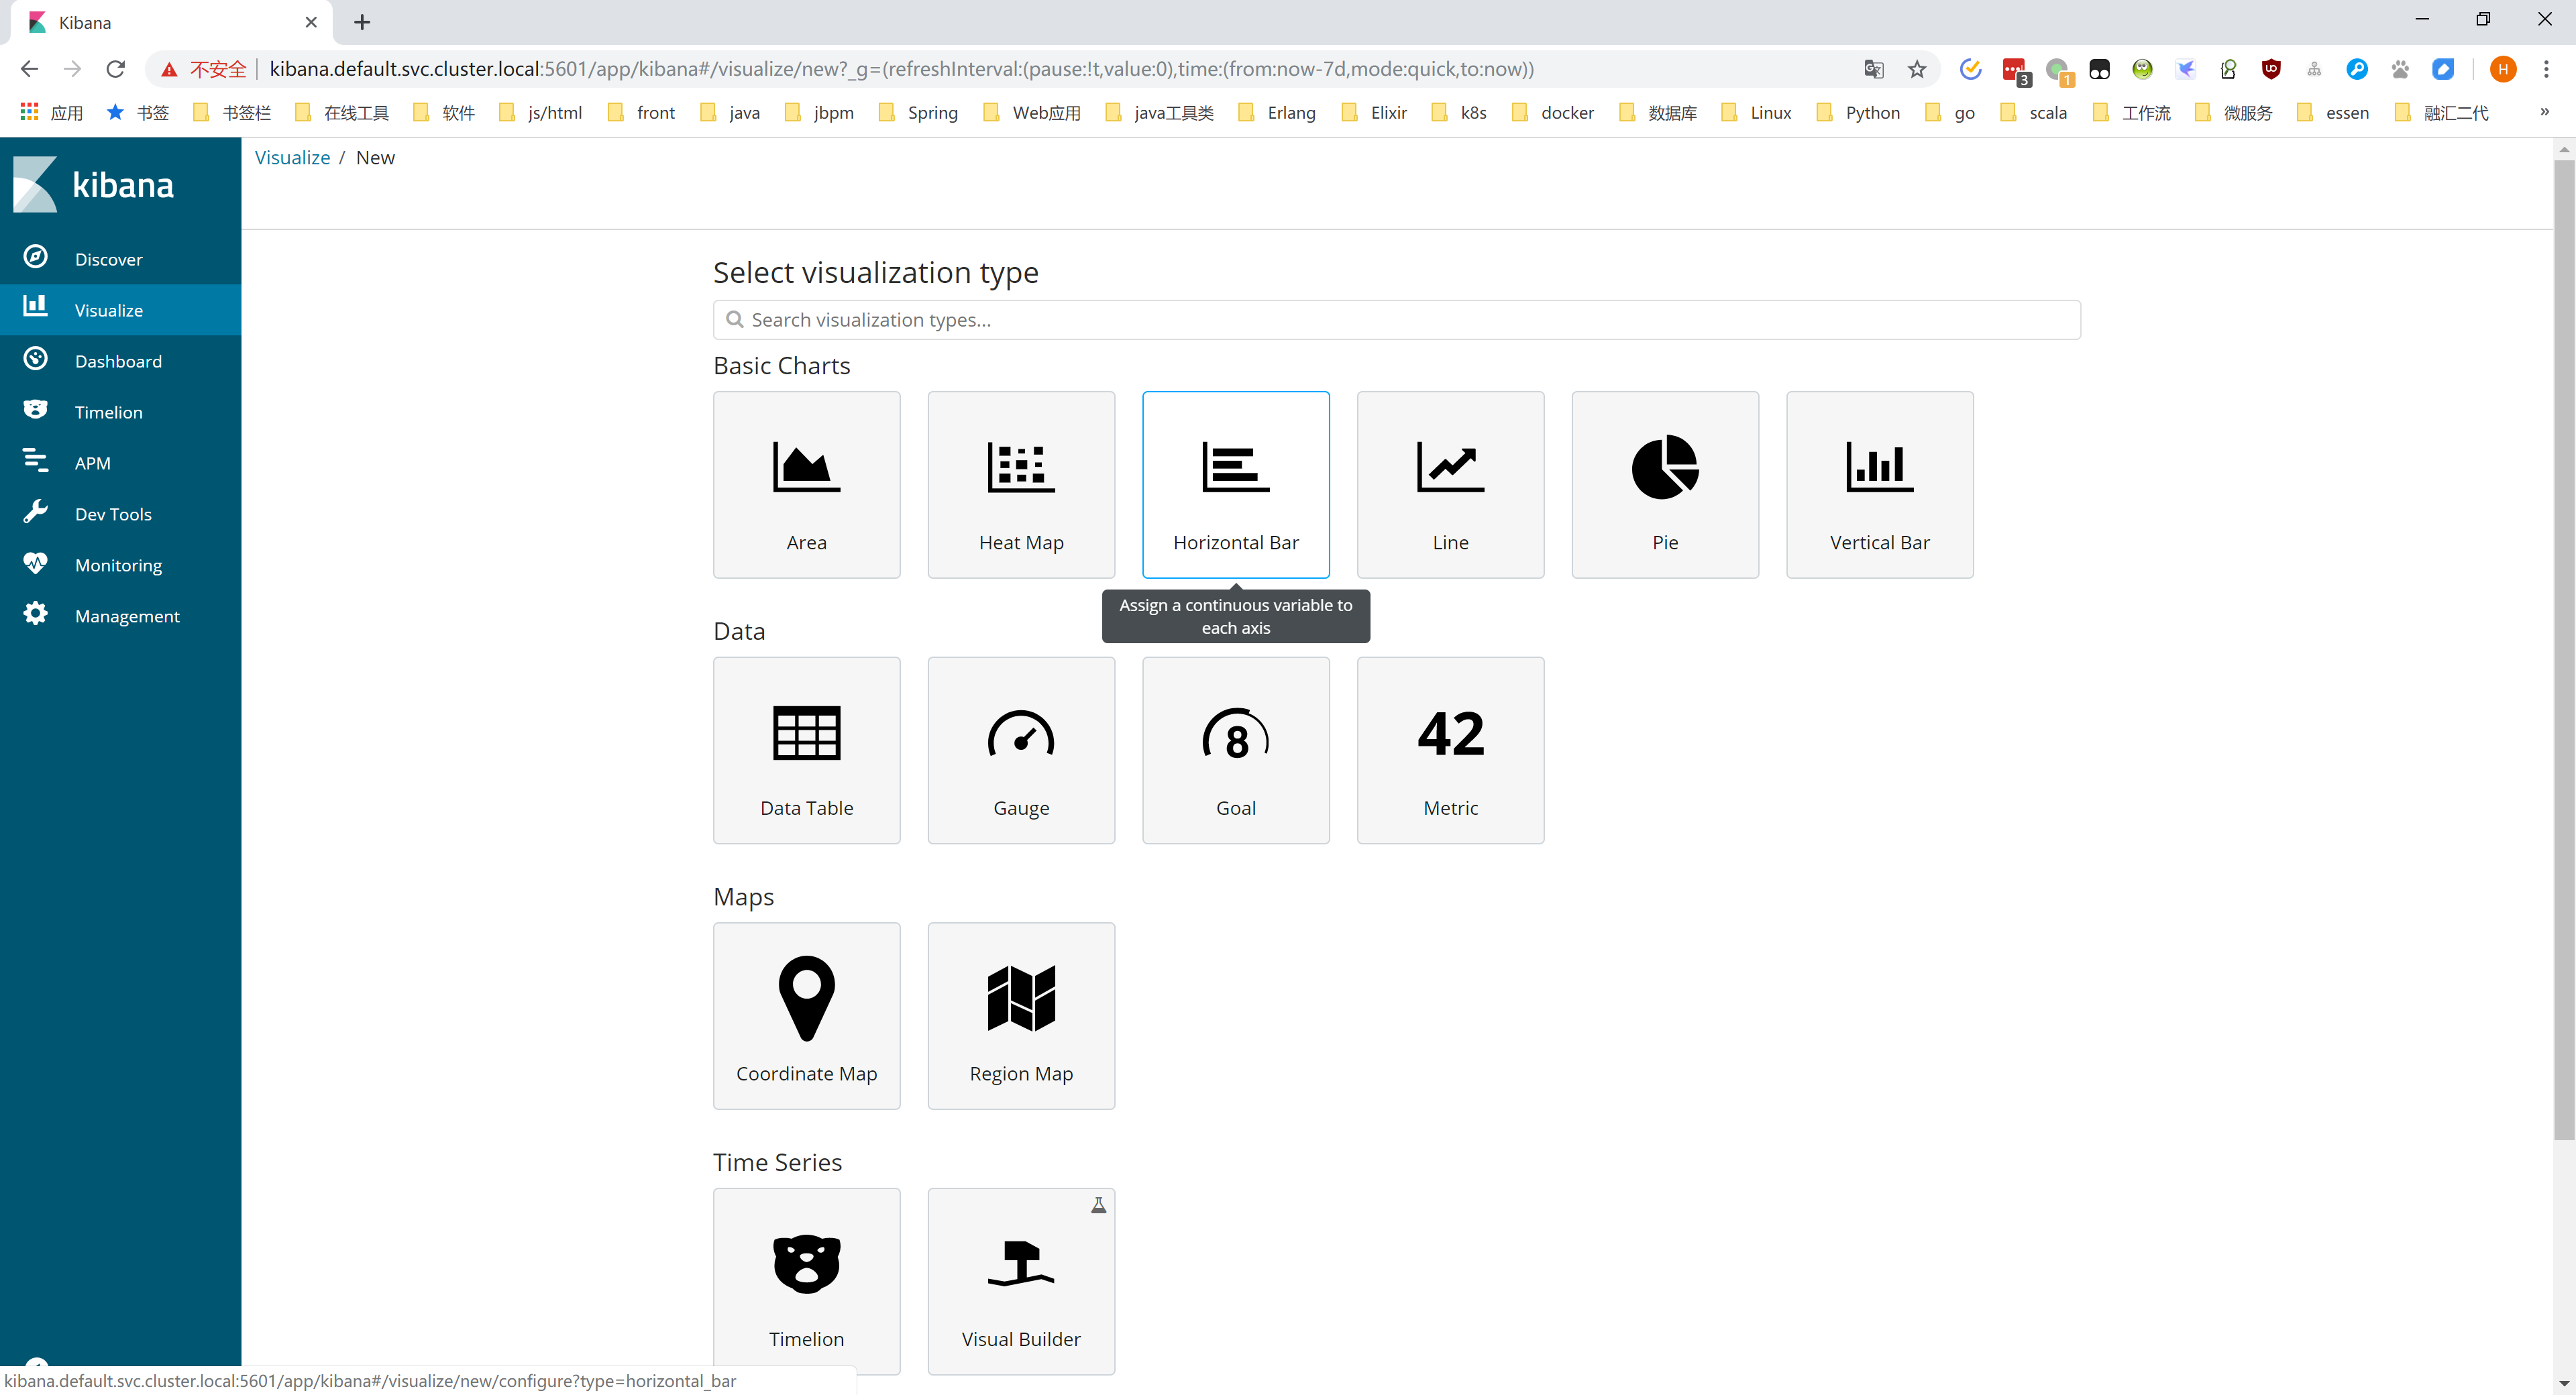 Kibana
不安全 kibana.default.svc.cluster.local:5601/app/kibana#/visualize/new?_g=(refreshInterval:(pause:!t,value:0),time:(from:now-7d,mode:quick,to:now))
3
1
H
应用 书签 书签栏 在线工具 软件 js/html front java jbpm Spring Web应用 java工具类 Erlang Elixir k8s docker 数据库 Linux Python go scala 工作流 微服务 essen 融汇二代 »
kibana
Discover
Visualize
Dashboard
Timelion
APM
Dev Tools
Monitoring
Management
Visualize / New
Select visualization type
Search visualization types...
Basic Charts
Area
Heat Map
Horizontal Bar
Line
Pie
Vertical Bar
Assign a continuous variable to
each axis
Data
Data Table
Gauge
8
Goal
42
Metric
Maps
Coordinate Map
Region Map
Time Series
Timelion
Visual Builder
kibana.default.svc.cluster.local:5601/app/kibana#/visualize/new/configure?type=horizontal_bar